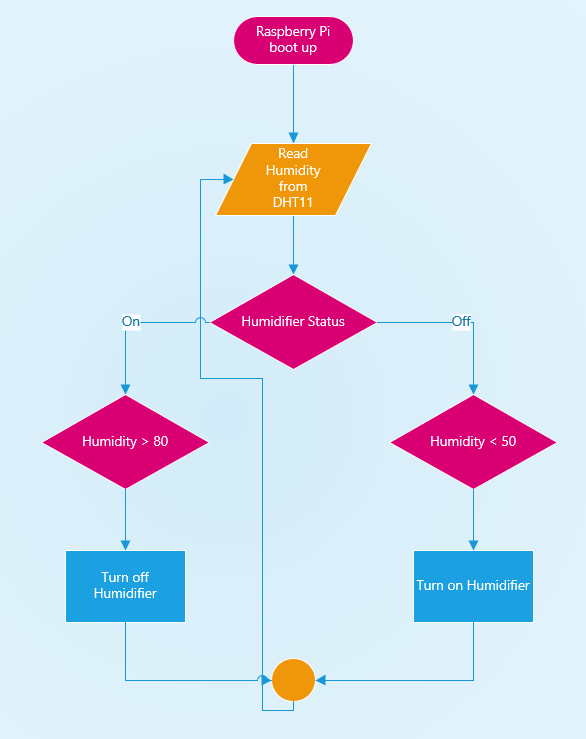 Raspberry Pi
boot up
Read
Humidity
from
DHT11
Humidifier Status
On
Off
Humidity > 80
Humidity < 50
Turn off
Humidifier
Turn on Humidifier